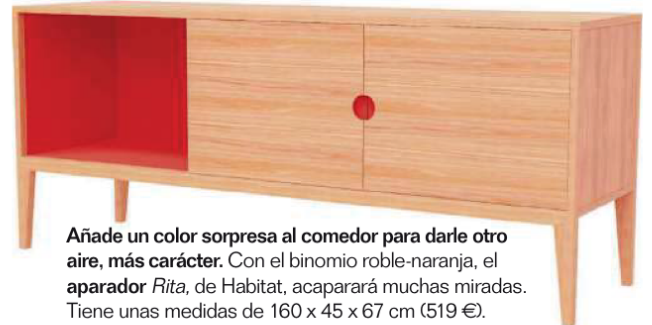 Añade un color sorpresa al comedor para darle otro
aire, más carácter. Con el binomio roble-naranja, el
aparador Rita, de Habitat, acaparará muchas miradas.
Tiene unas medidas de 160 x 45 x 67 cm (519 €).